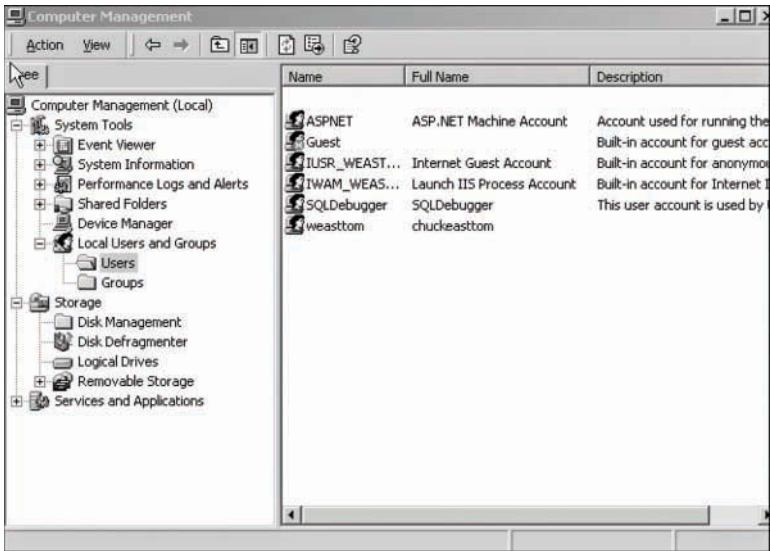 Computer Management
Action View
Tree
Name Full Name Description
Computer Management (Local)
System Tools
Event Viewer
System Information
Performance Logs and Alerts
Shared Folders
Device Manager
Local Users and Groups
Users
Groups
Storage
Disk Management
Disk Defragmenter
Logical Drives
Removable Storage
Services and Applications
ASPNET ASP.NET Machine Account Account used for running the
Guest Built-in account for guest acc
IUSR_WEAST... Internet Guest Account Built-in account for anonymou
IWAM_WEAS... Launch IIS Process Account Built-in account for Internet I
SQLDebugger SQLDebugger This user account is used by
weasttom chuckeasttom